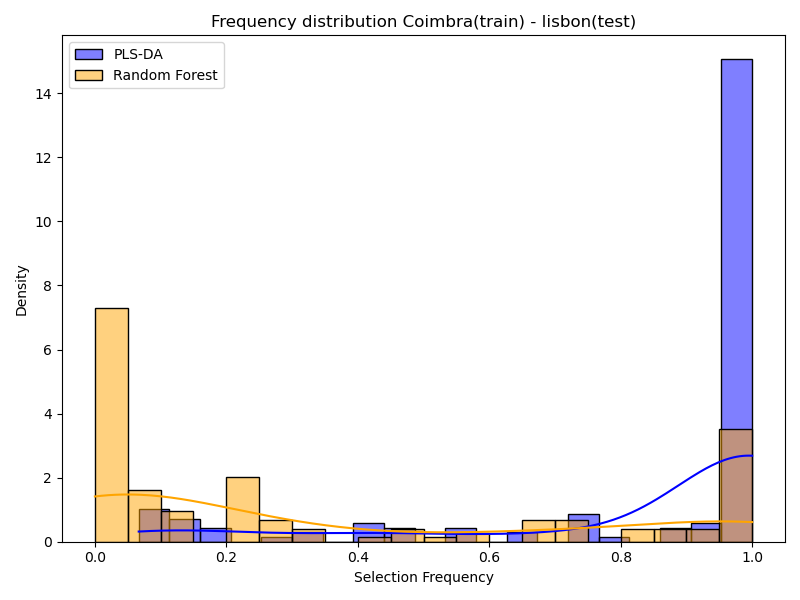 Frequency distribution Coimbra(train) - lisbon(test)
PLS-DA
Random Forest
14
12
10
8
6
4
2
0
Density
0.0 0.2 0.4 0.6 0.8 1.0
Selection Frequency